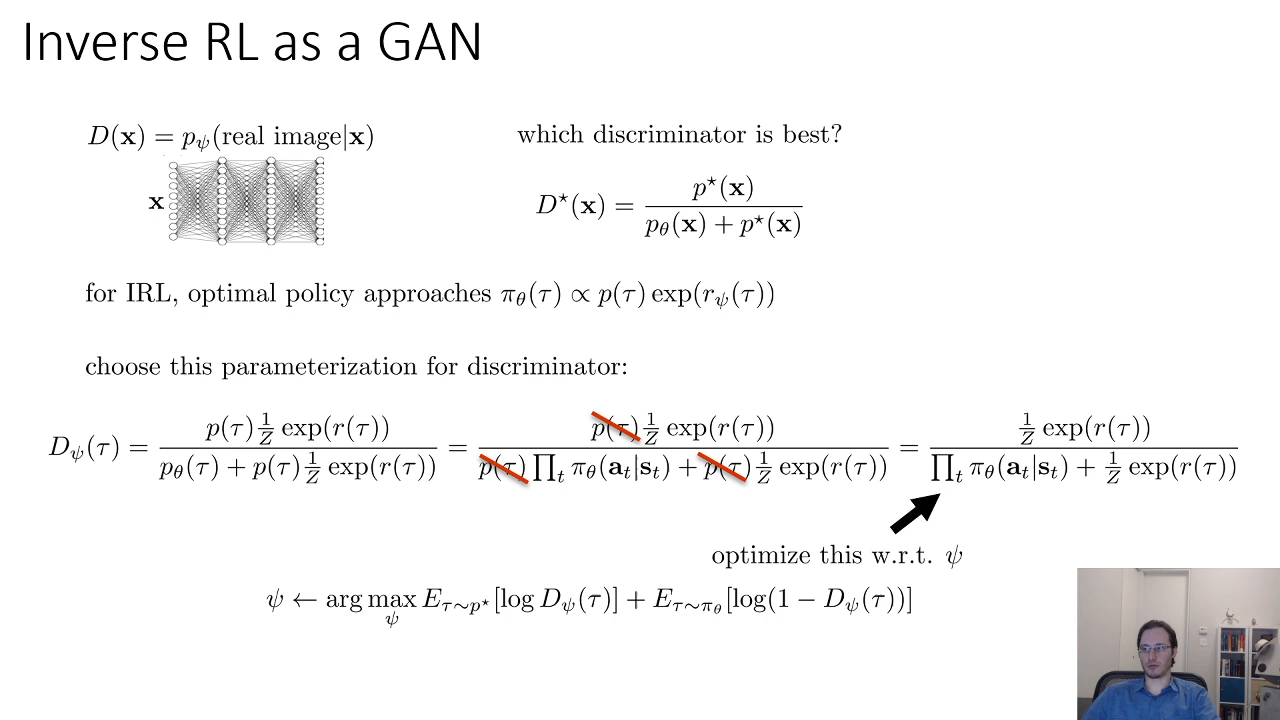 Inverse RL as a GAN
D(x) = p_ψ(real image|x)
which discriminator is best?
x
D⋆(x) = p⋆(x) / (p_θ(x) + p⋆(x))
for IRL, optimal policy approaches π_θ(τ) ∝ p(τ) exp(r_ψ(τ))
choose this parameterization for discriminator:
D_ψ(τ) = p(τ) 1/Z exp(r(τ)) / (p_θ(τ) + p(τ) 1/Z exp(r(τ))) = p(τ) 1/Z exp(r(τ)) / (p(τ) ∏_t π_θ(a_t|s_t) + p(τ) 1/Z exp(r(τ))) = 1/Z exp(r(τ)) / (∏_t π_θ(a_t|s_t) + 1/Z exp(r(τ)))
optimize this w.r.t. ψ
ψ ← arg max_ψ E_{τ∼p⋆}[log D_ψ(τ)] + E_{τ∼π_θ}[log(1 − D_ψ(τ))]